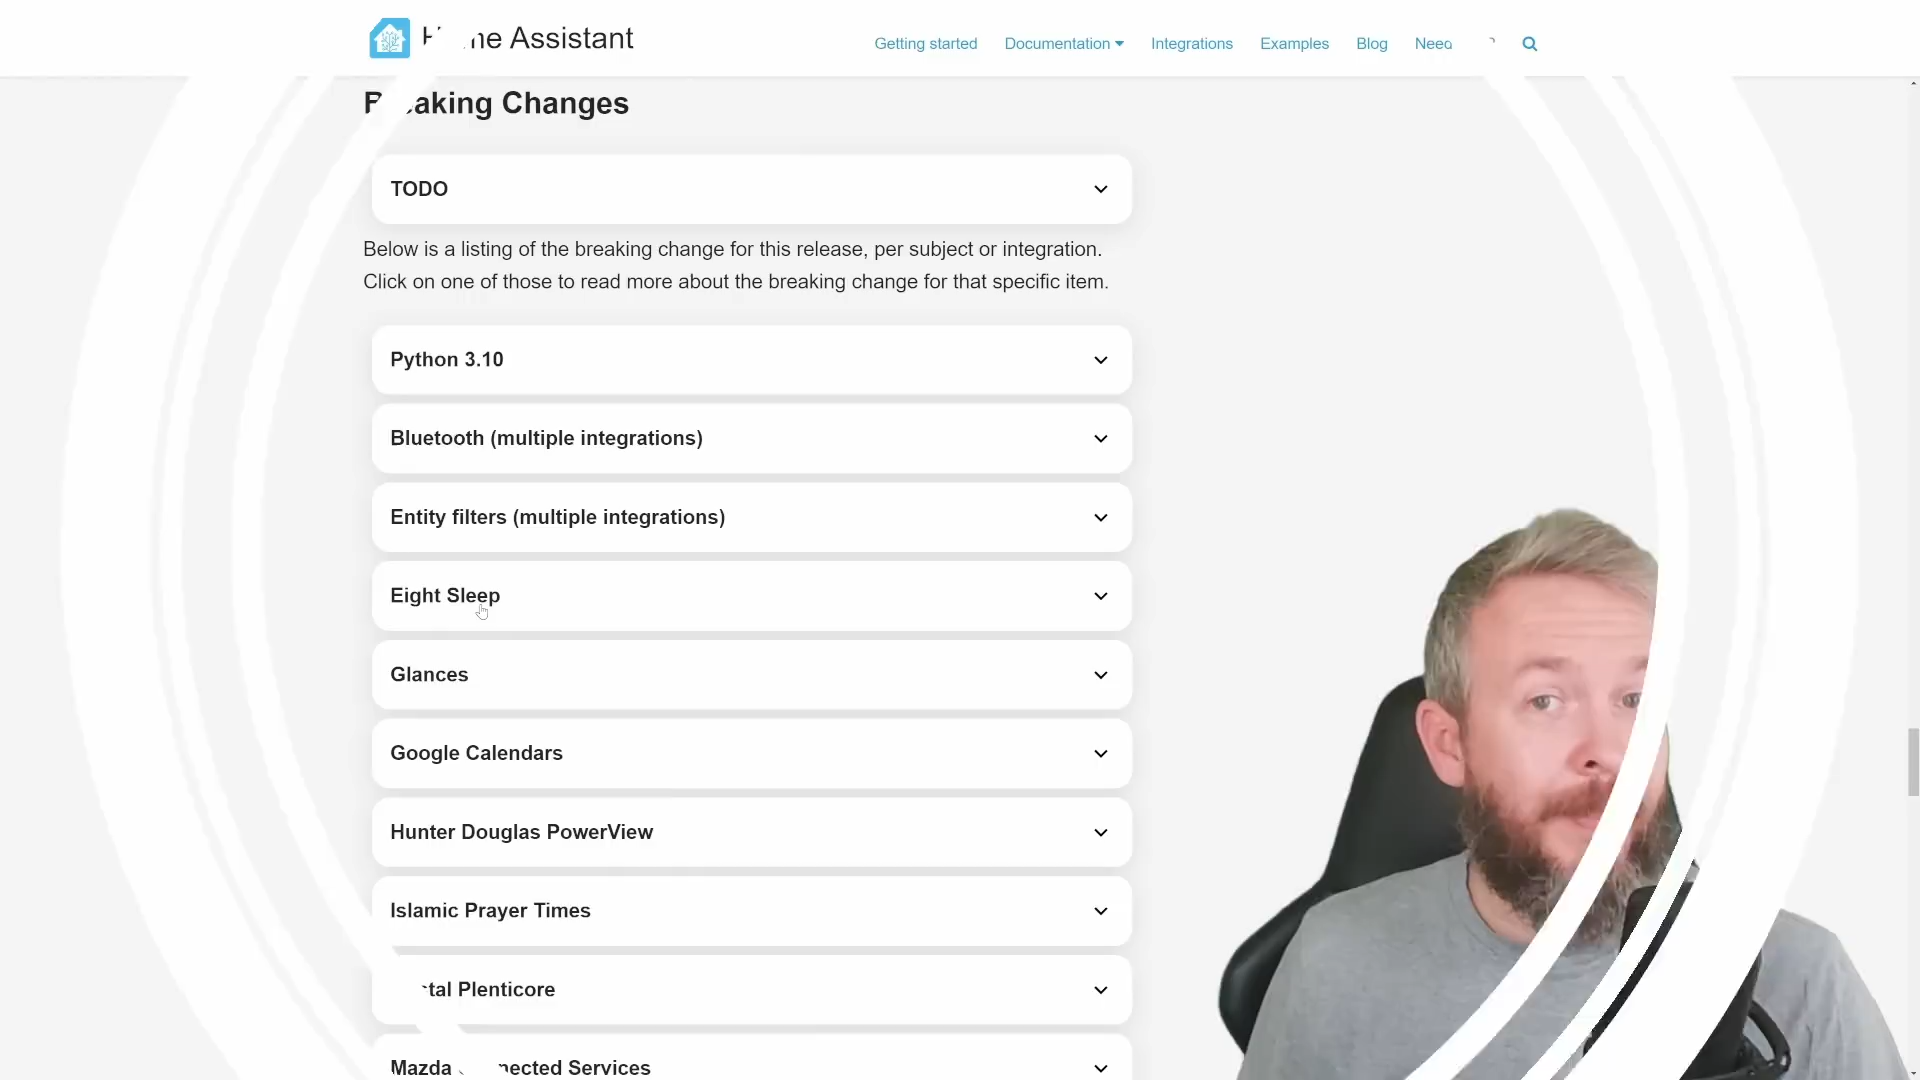 ne Assistant
Getting started
Documentation
Integrations
Examples
Blog
Breaking Changes
TODO
Below is a listing of the breaking change for this release, per subject or integration.
Click on one of those to read more about the breaking change for that specific item.
Python 3.10
Bluetooth (multiple integrations)
Entity filters (multiple integrations)
Eight Sleep
Glances
Google Calendars
Hunter Douglas PowerView
Islamic Prayer Times
tal Plenticore
Mazda nected Services